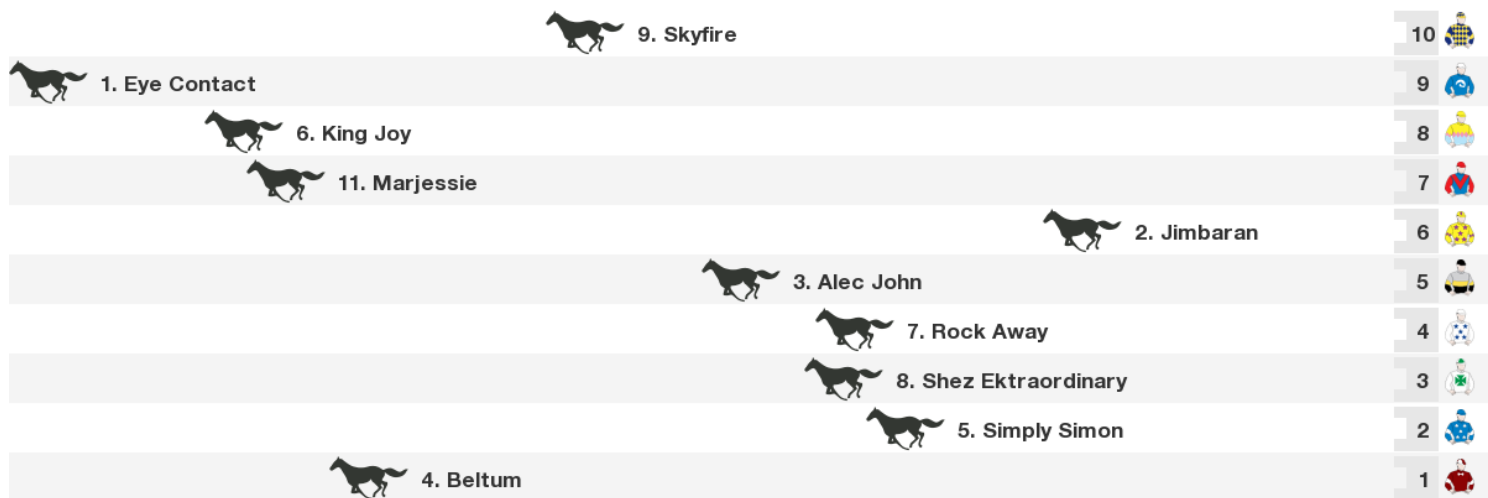 9. Skyfire 10
1. Eye Contact 9
6. King Joy 8
11. Marjessie 7
2. Jimbaran 6
3. Alec John 5
7. Rock Away 4
8. Shez Ektraordinary 3
5. Simply Simon 2
4. Beltum 1